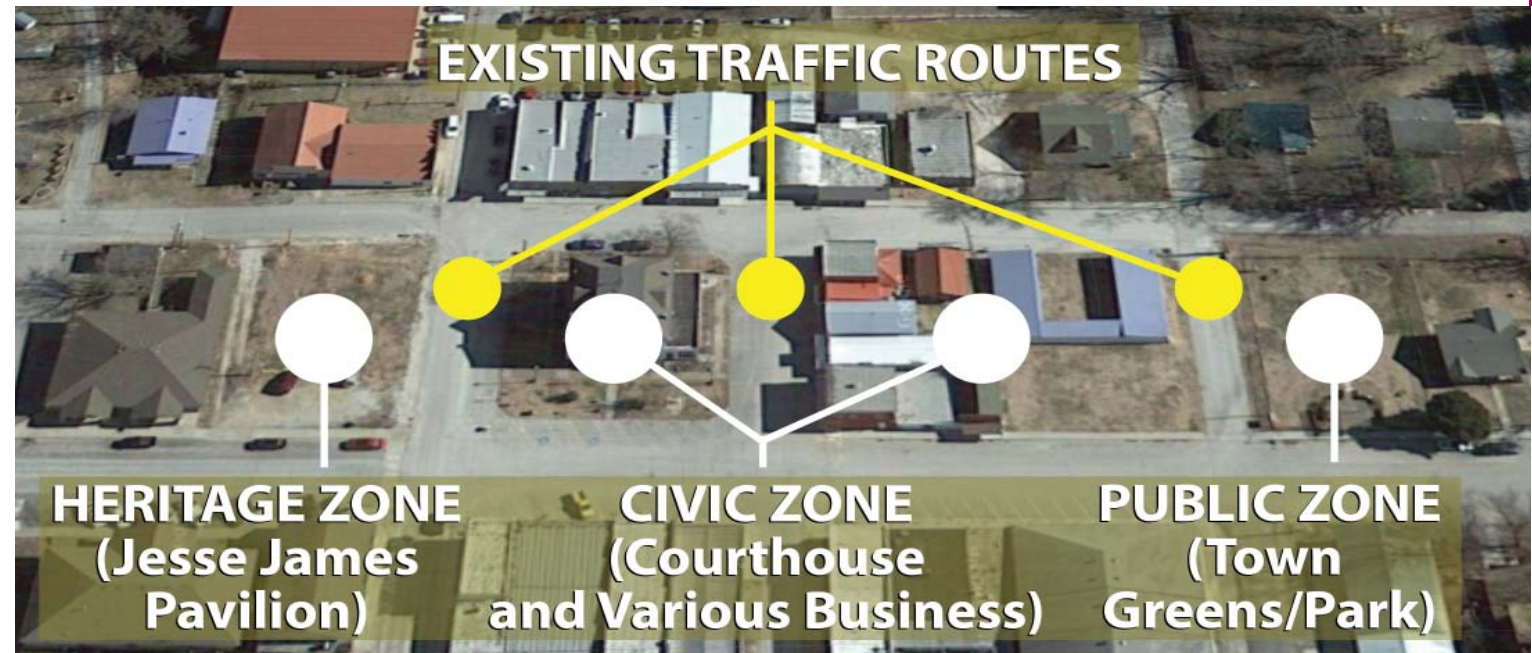 EXISTING TRAFFIC ROUTES
HERITAGE ZONE
(Jesse James
Pavilion)
CIVIC ZONE
(Courthouse
and Various Business)
PUBLIC ZONE
(Town
Greens/Park)